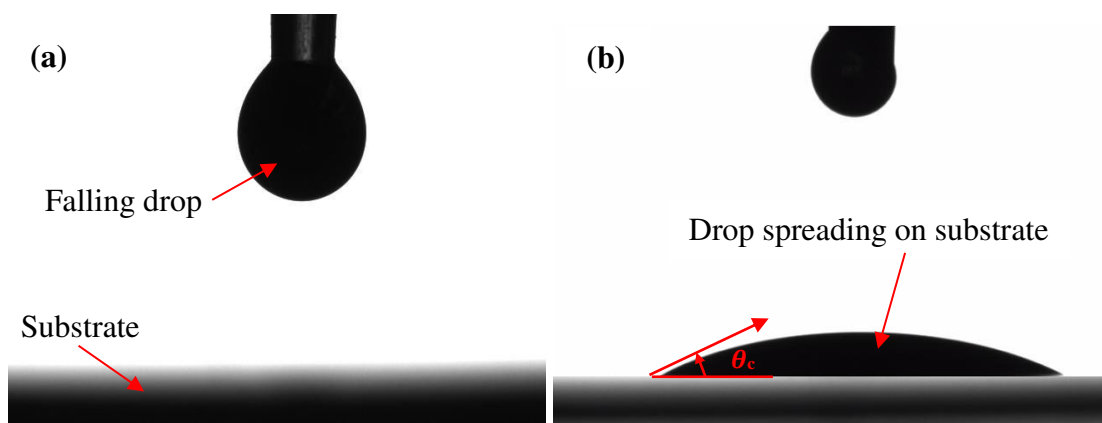 (a)
Falling drop
Substrate
(b)
Drop spreading on substrate
θc